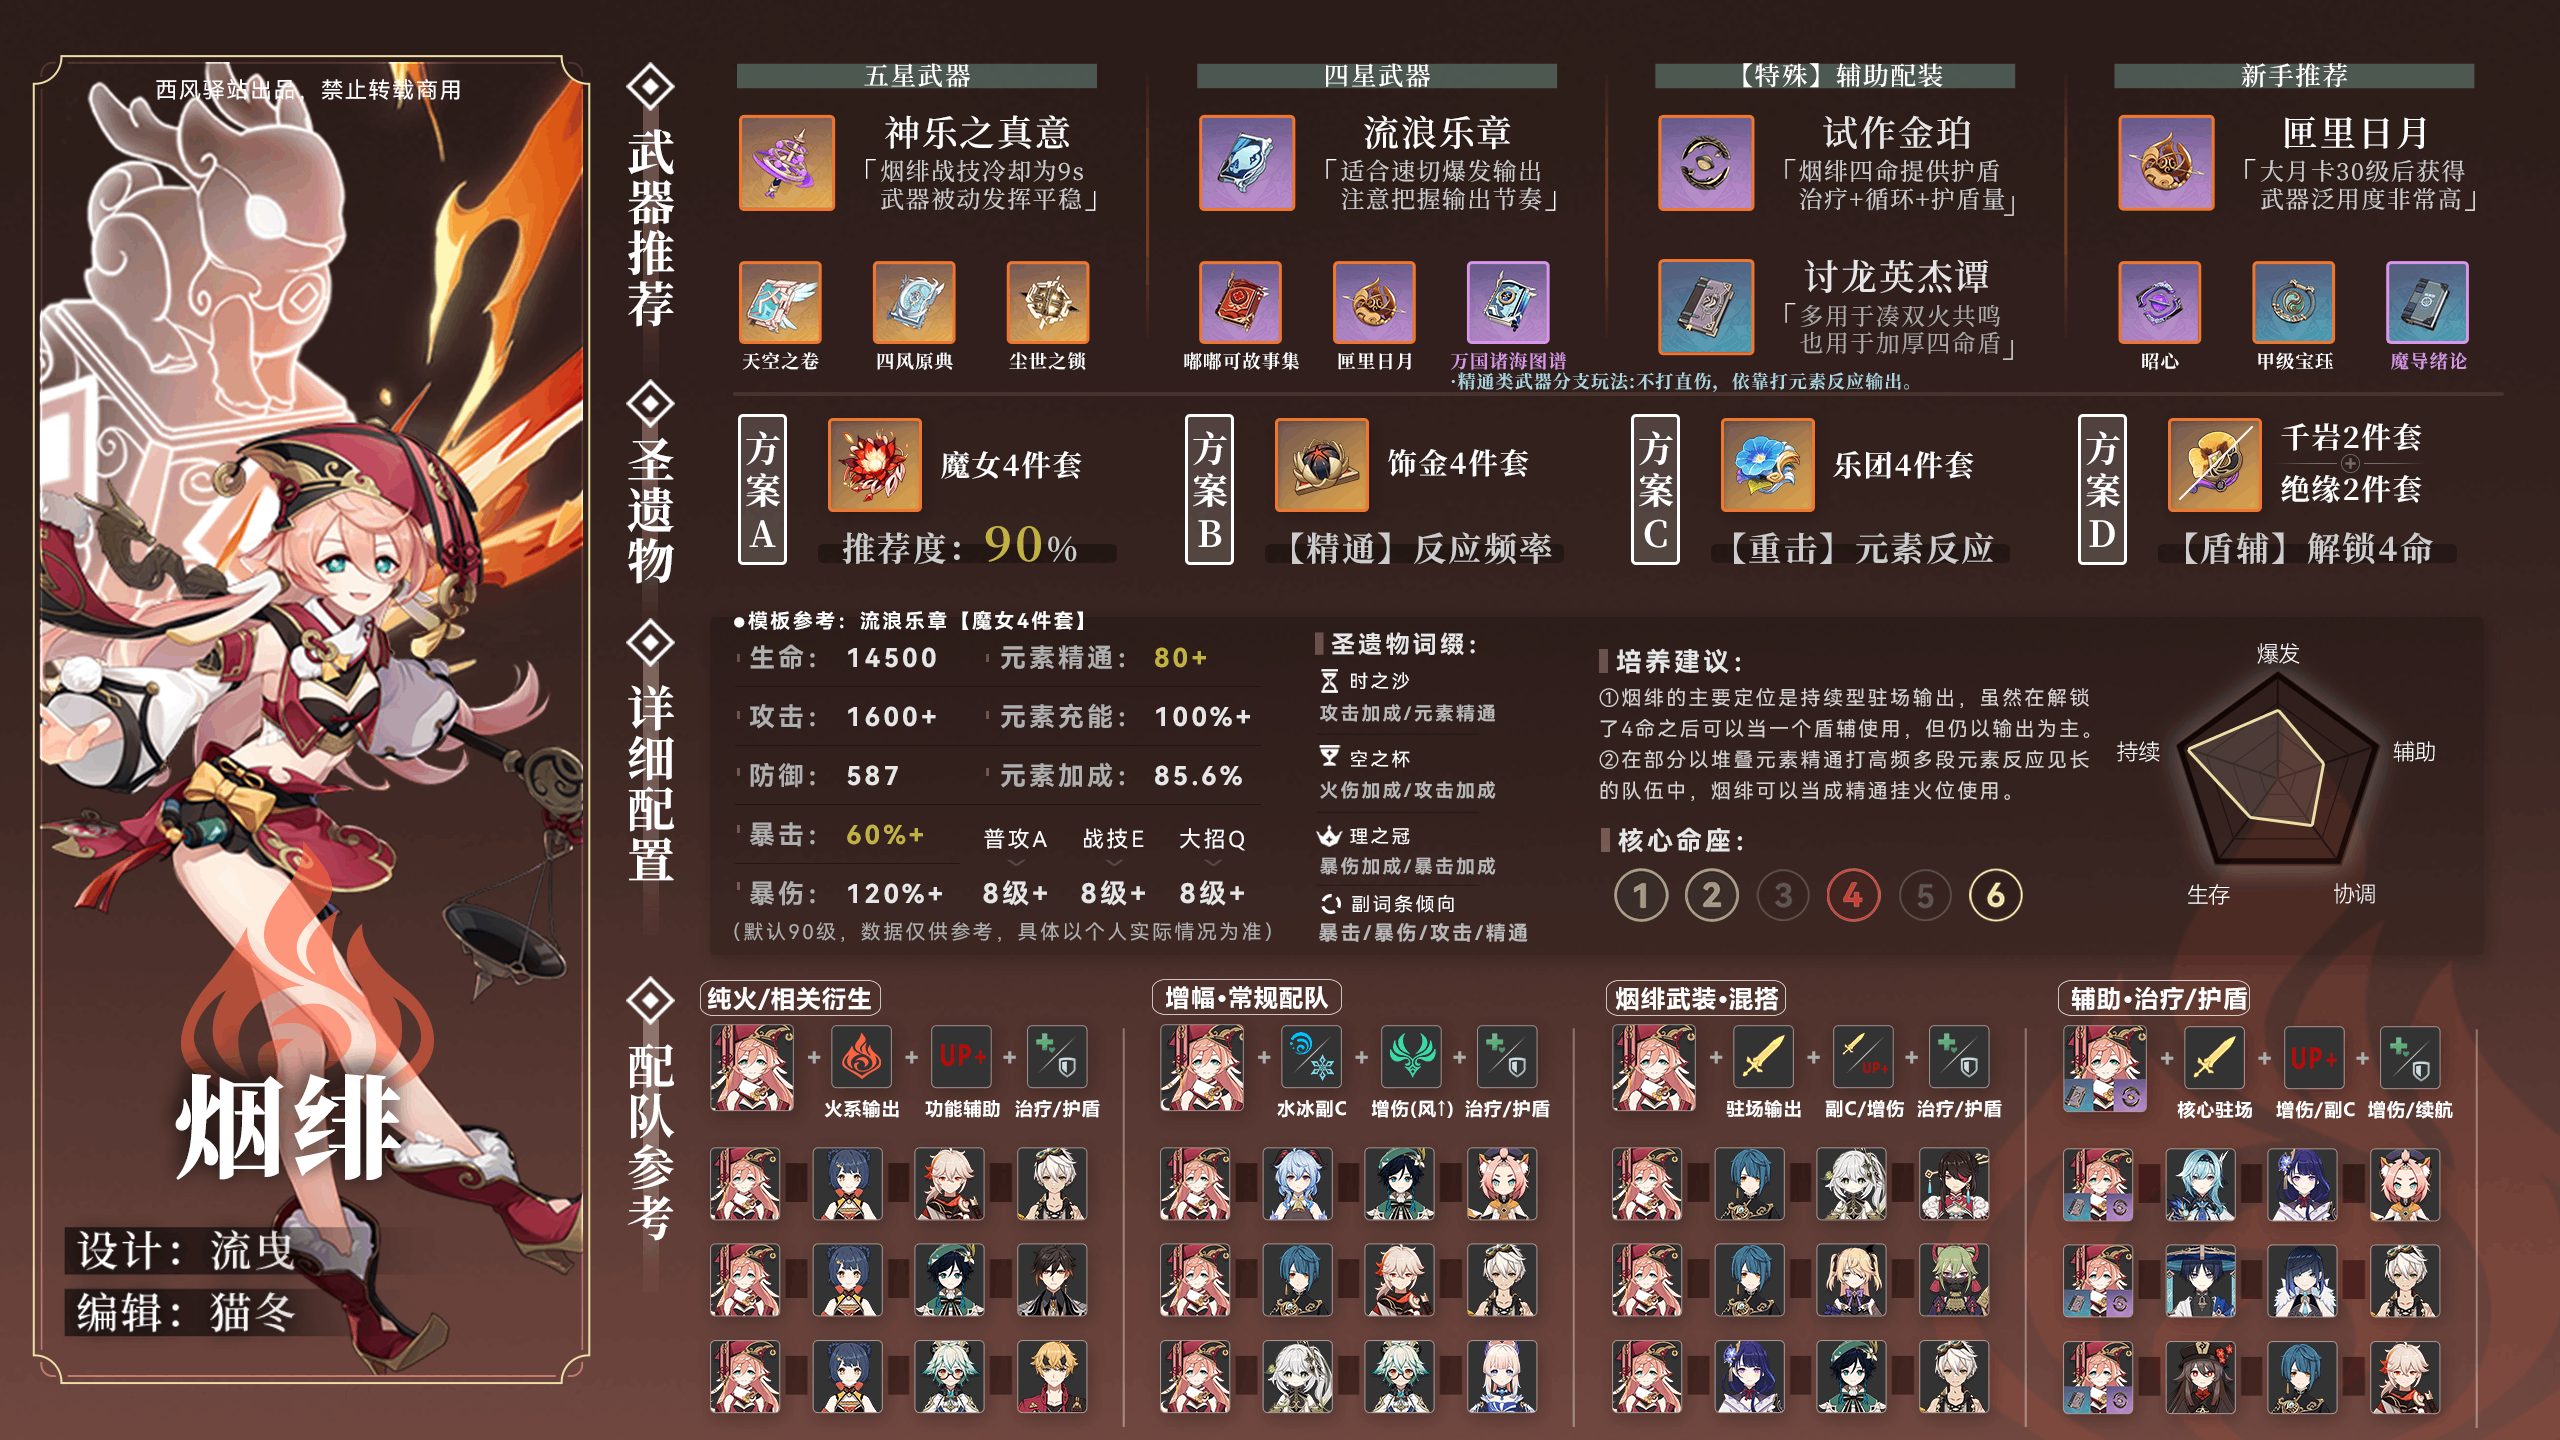 西风驿站出品，禁止转载商用
烟绯
设计：流曳
编辑：猫冬
武器推荐
五星武器
神乐之真意
「烟绯战技冷却为9s
武器被动发挥平稳」
天空之卷
四风原典
尘世之锁
四星武器
流浪乐章
「适合速切爆发输出
注意把握输出节奏」
嘟嘟可故事集
匣里日月
万国诸海图谱
·精通类武器分支玩法:不打直伤，依靠打元素反应输出。
【特殊】辅助配装
试作金珀
「烟绯四命提供护盾
治疗+循环+护盾量」
讨龙英杰谭
「多用于凑双火共鸣
也用于加厚四命盾」
新手推荐
匣里日月
「大月卡30级后获得
武器泛用度非常高」
昭心
甲级宝珏
魔导绪论
圣遗物
方案A
魔女4件套
推荐度：90%
方案B
饰金4件套
【精通】反应频率
方案C
乐团4件套
【重击】元素反应
方案D
千岩2件套
+
绝缘2件套
【盾辅】解锁4命
详细配置
●模板参考：流浪乐章【魔女4件套】
生命： 14500 元素精通： 80+
攻击： 1600+ 元素充能： 100%+
防御： 587 元素加成： 85.6%
暴击： 60%+ 普攻A 战技E 大招Q
暴伤： 120%+ 8级+ 8级+ 8级+
（默认90级，数据仅供参考，具体以个人实际情况为准）
圣遗物词缀：
时之沙
攻击加成/元素精通
空之杯
火伤加成/攻击加成
理之冠
暴伤加成/暴击加成
副词条倾向
暴击/暴伤/攻击/精通
培养建议：
①烟绯的主要定位是持续型驻场输出，虽然在解锁
了4命之后可以当一个盾辅使用，但仍以输出为主。
②在部分以堆叠元素精通打高频多段元素反应见长
的队伍中，烟绯可以当成精通挂火位使用。
核心命座：
1 2 3 4 5 6
爆发
持续
辅助
生存
协调
配队参考
纯火/相关衍生
+ + UP+ +
火系输出 功能辅助 治疗/护盾
增幅•常规配队
+ + +
水冰副C 增伤(风↑) 治疗/护盾
烟绯武装•混搭
+ + UP+ +
驻场输出 副C/增伤 治疗/护盾
辅助•治疗/护盾
+ + UP+ +
核心驻场 增伤/副C 增伤/续航